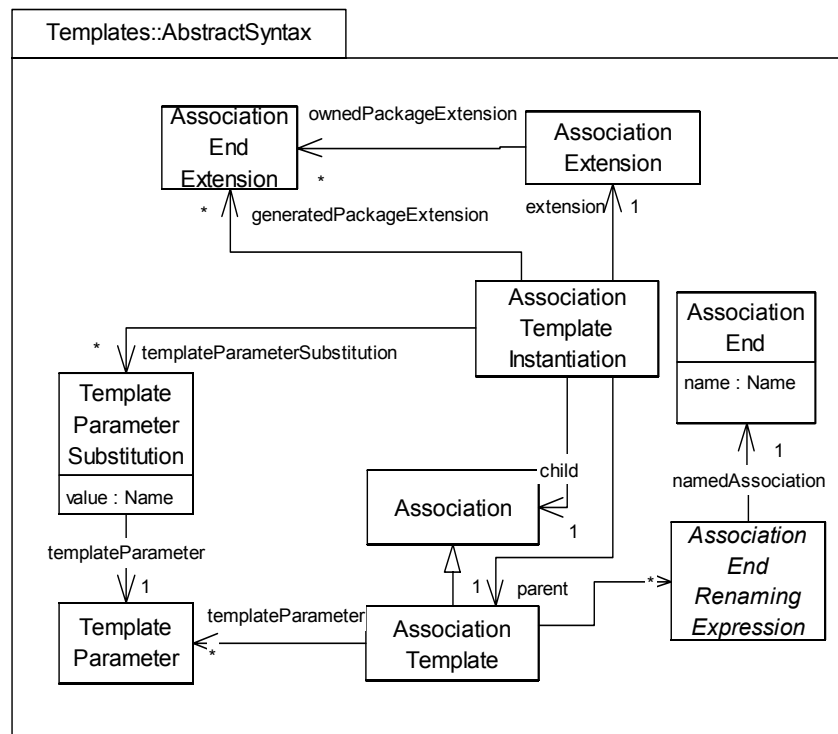 Templates::AbstractSyntax
Association
End
Extension
ownedPackageExtension
*
Association
Extension
* generatedPackageExtension
extension 1
Association
Template
Instantiation
Association
End
name : Name
* templateParameterSubstitution
Template
Parameter
Substitution
value : Name
1
namedAssociation
child
Association
1
templateParameter
1
Association
End
Renaming
Expression
1 parent
*
templateParameter
*
Template
Parameter
Association
Template